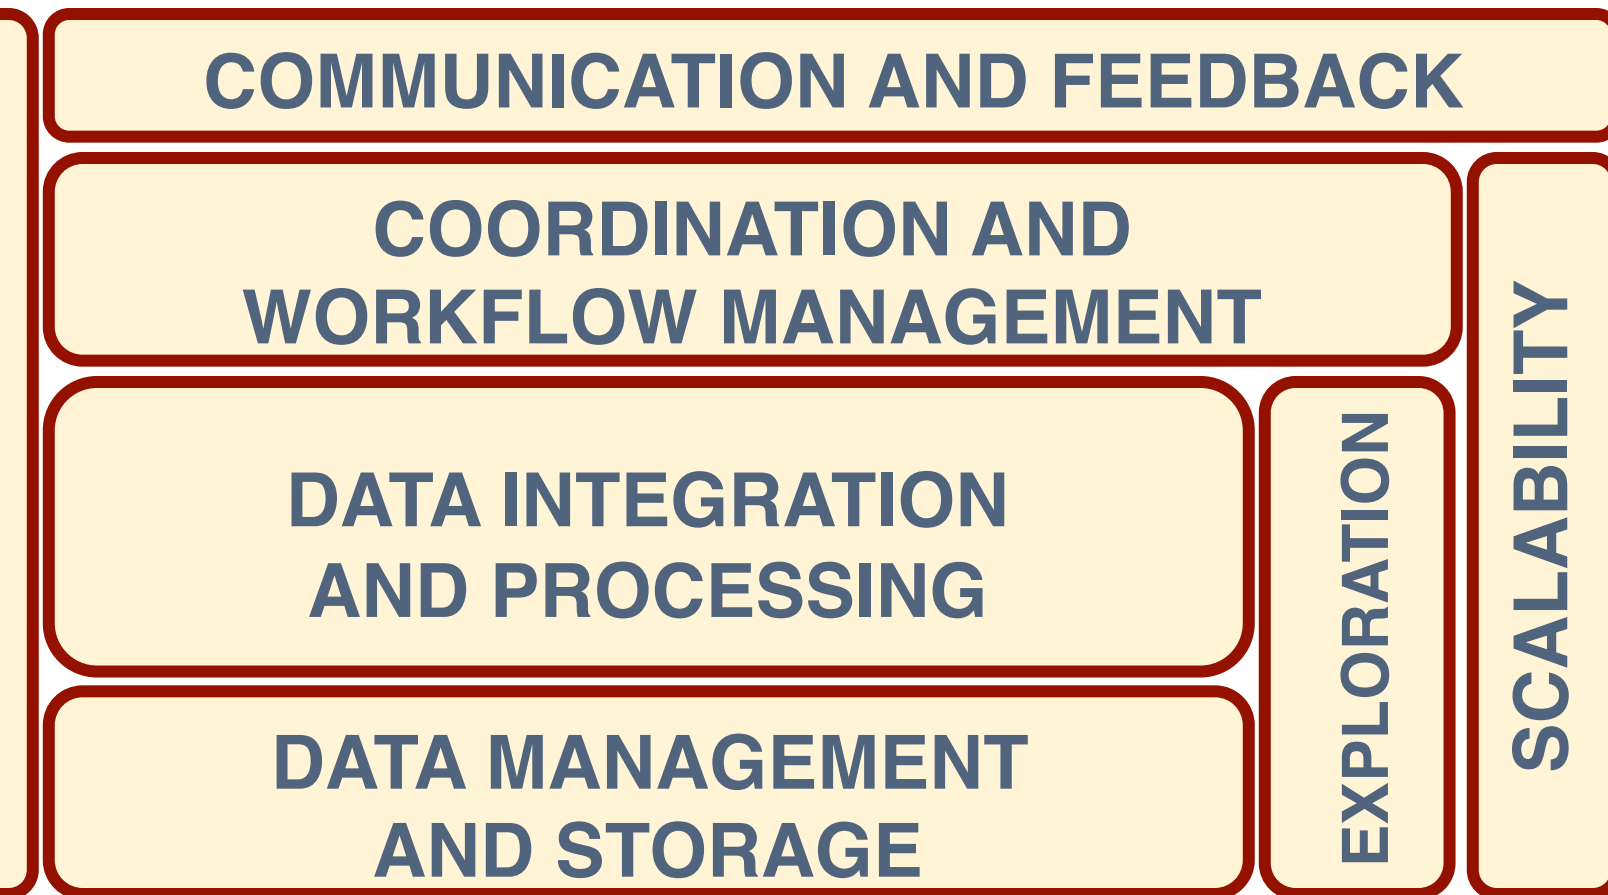 COMMUNICATION AND FEEDBACK
COORDINATION AND
WORKFLOW MANAGEMENT
DATA INTEGRATION
AND PROCESSING
DATA MANAGEMENT
AND STORAGE
EXPLORATION
SCALABILITY